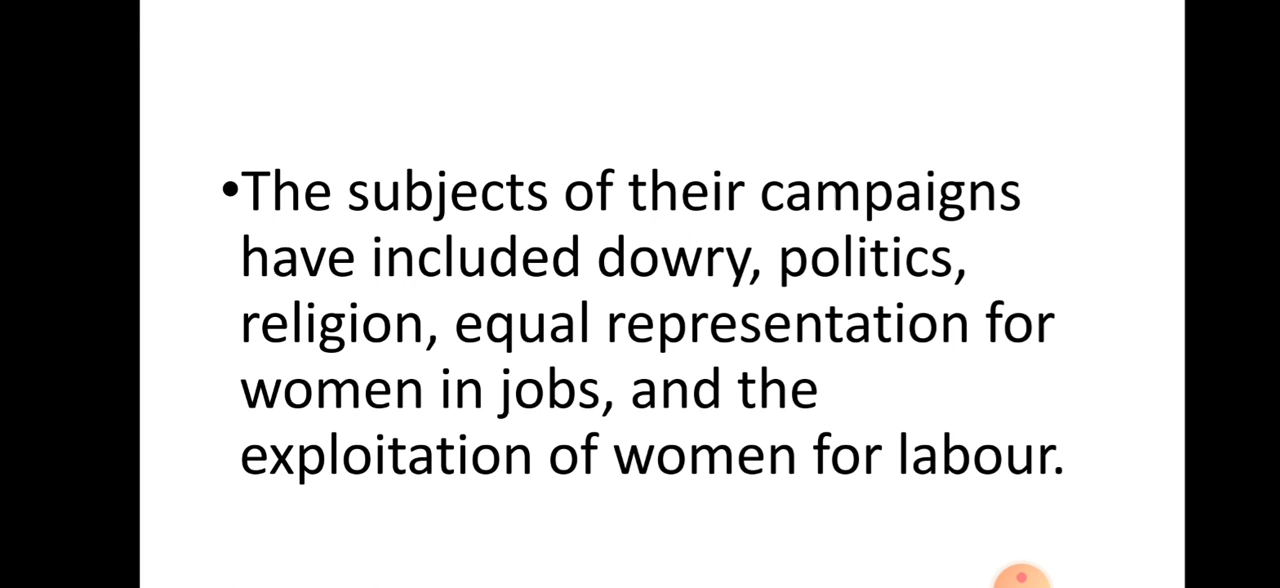 •The subjects of their campaigns
have included dowry, politics,
religion, equal representation for
women in jobs, and the
exploitation of women for labour.